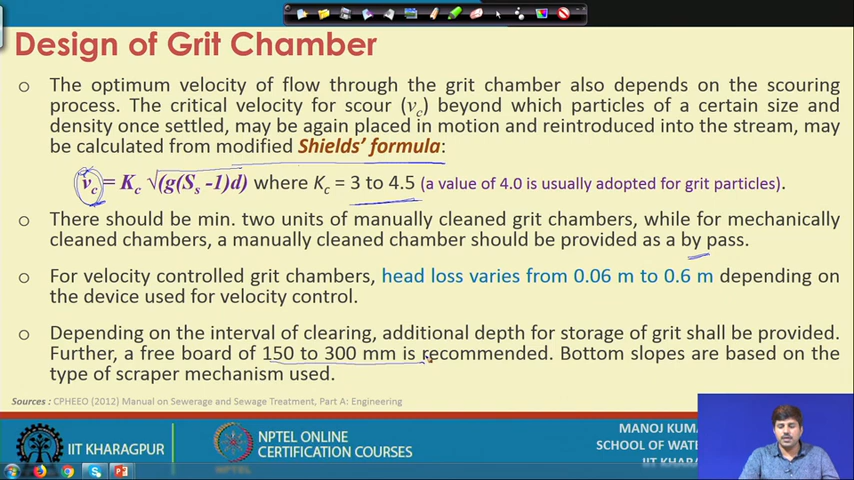 Design of Grit Chamber
o The optimum velocity of flow through the grit chamber also depends on the scouring
process. The critical velocity for scour (vc) beyond which particles of a certain size and
density once settled, may be again placed in motion and reintroduced into the stream, may
be calculated from modified Shields' formula:
vc = Kc √(g(Ss -1)d) where Kc = 3 to 4.5 (a value of 4.0 is usually adopted for grit particles).
o There should be min. two units of manually cleaned grit chambers, while for mechanically
cleaned chambers, a manually cleaned chamber should be provided as a by pass.
o For velocity controlled grit chambers, head loss varies from 0.06 m to 0.6 m depending on
the device used for velocity control.
o Depending on the interval of clearing, additional depth for storage of grit shall be provided.
Further, a free board of 150 to 300 mm is recommended. Bottom slopes are based on the
type of scraper mechanism used.
Sources : CPHEEO (2012) Manual on Sewerage and Sewage Treatment, Part A: Engineering
IIT KHARAGPUR
NPTEL ONLINE
CERTIFICATION COURSES
MANOJ KUM
SCHOOL OF WAT
IIT KHARA